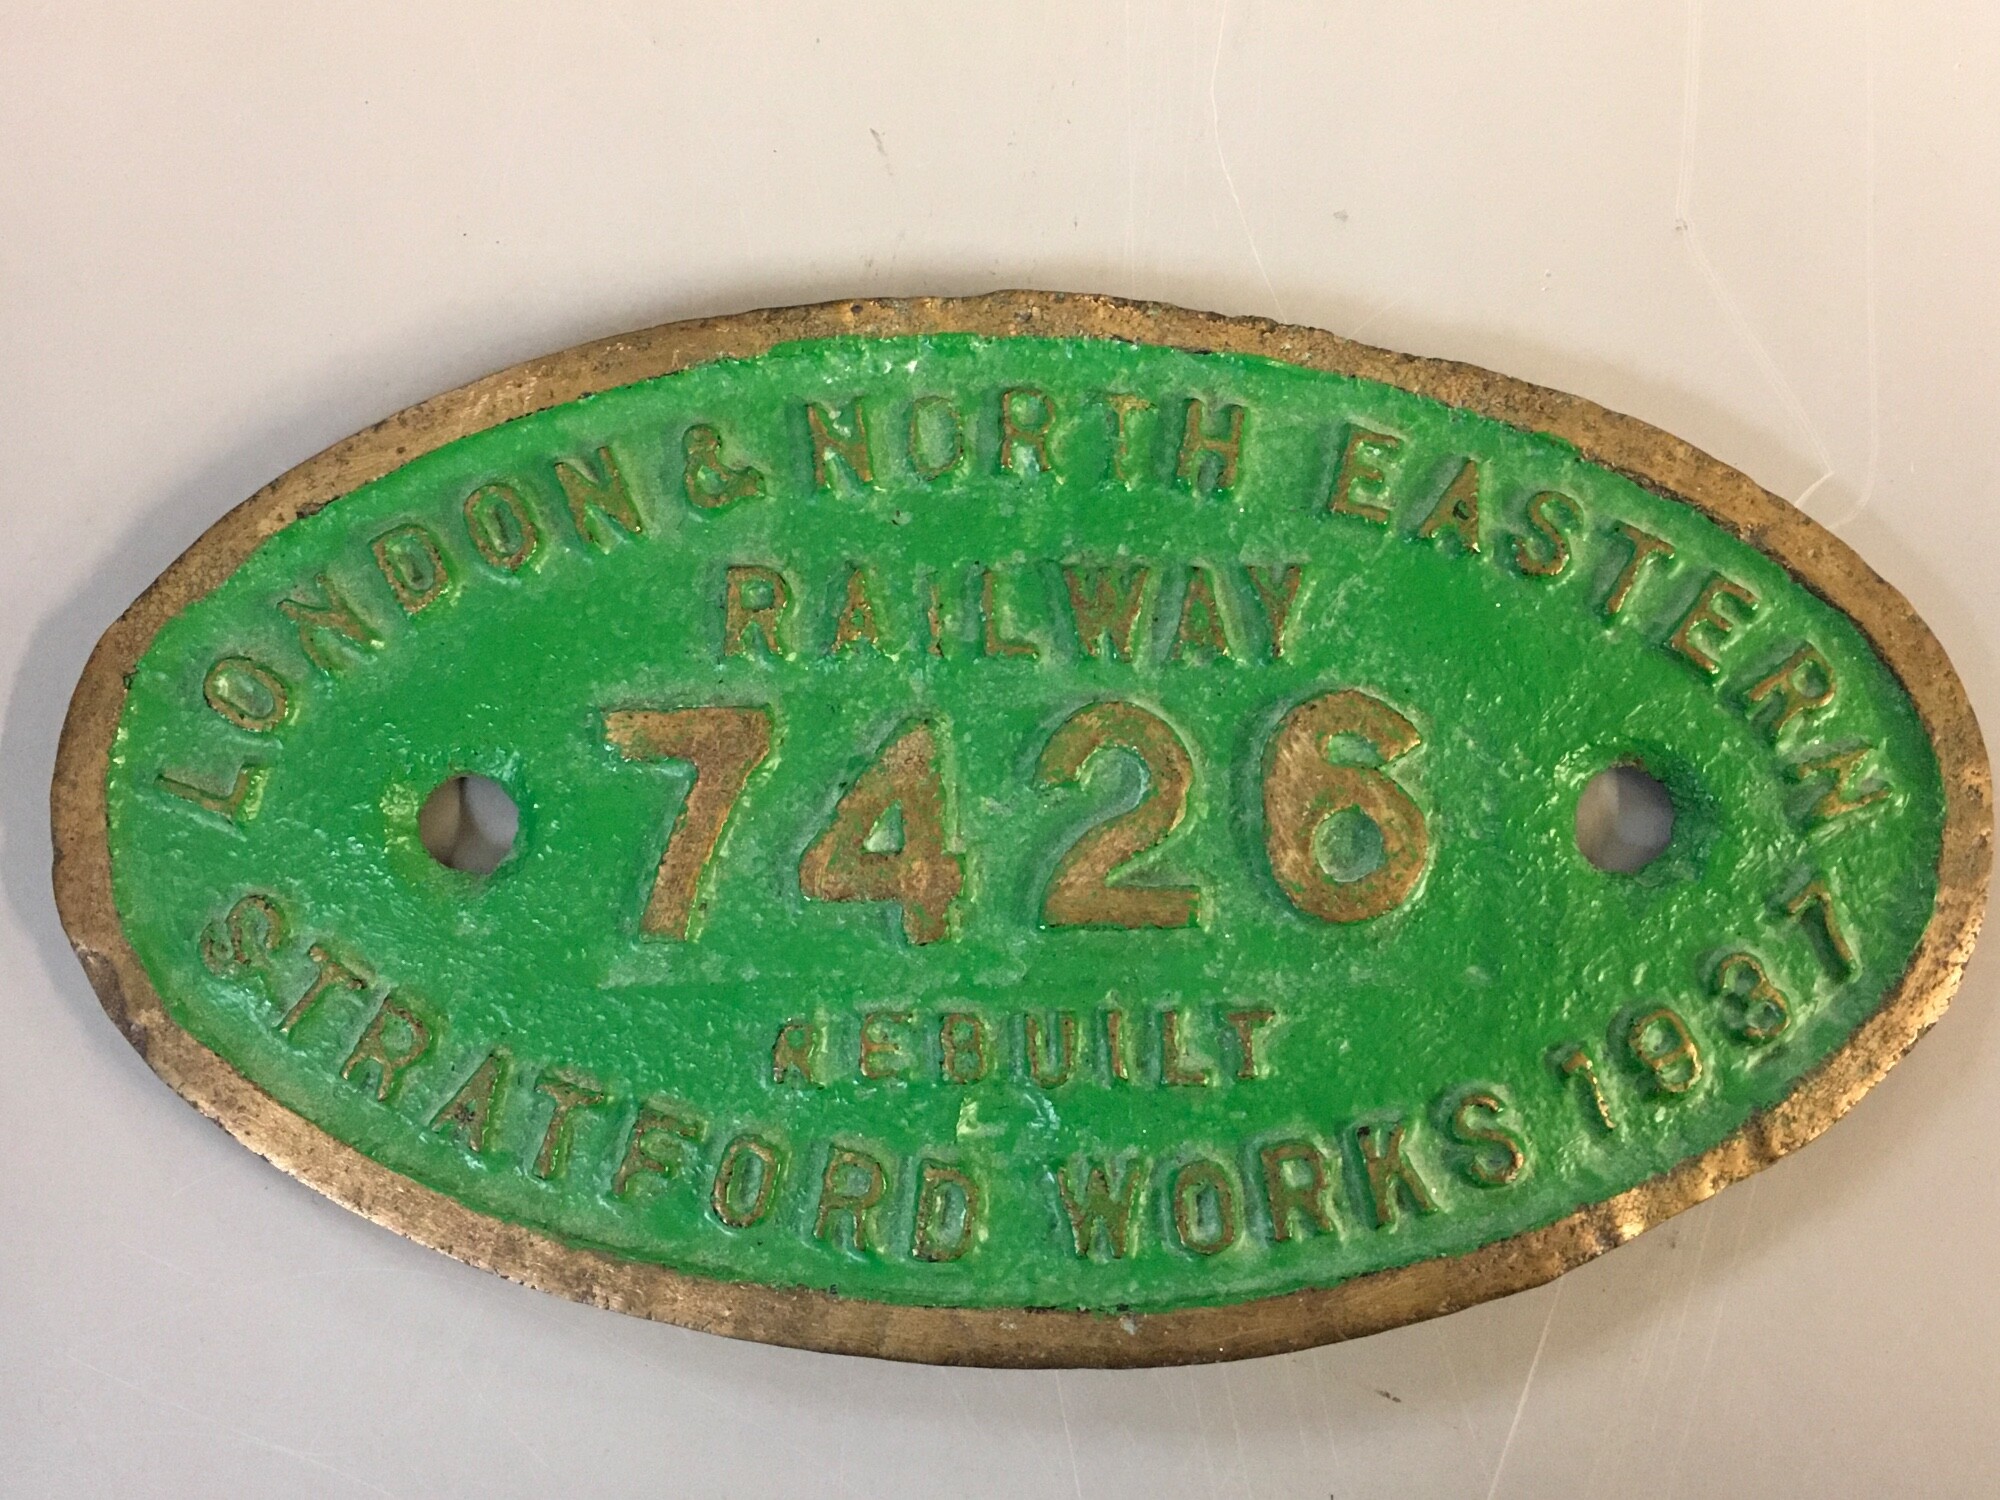 LONDON & NORTH EASTERN
RAILWAY
7426
REBUILT
STRATFORD WORKS 1937